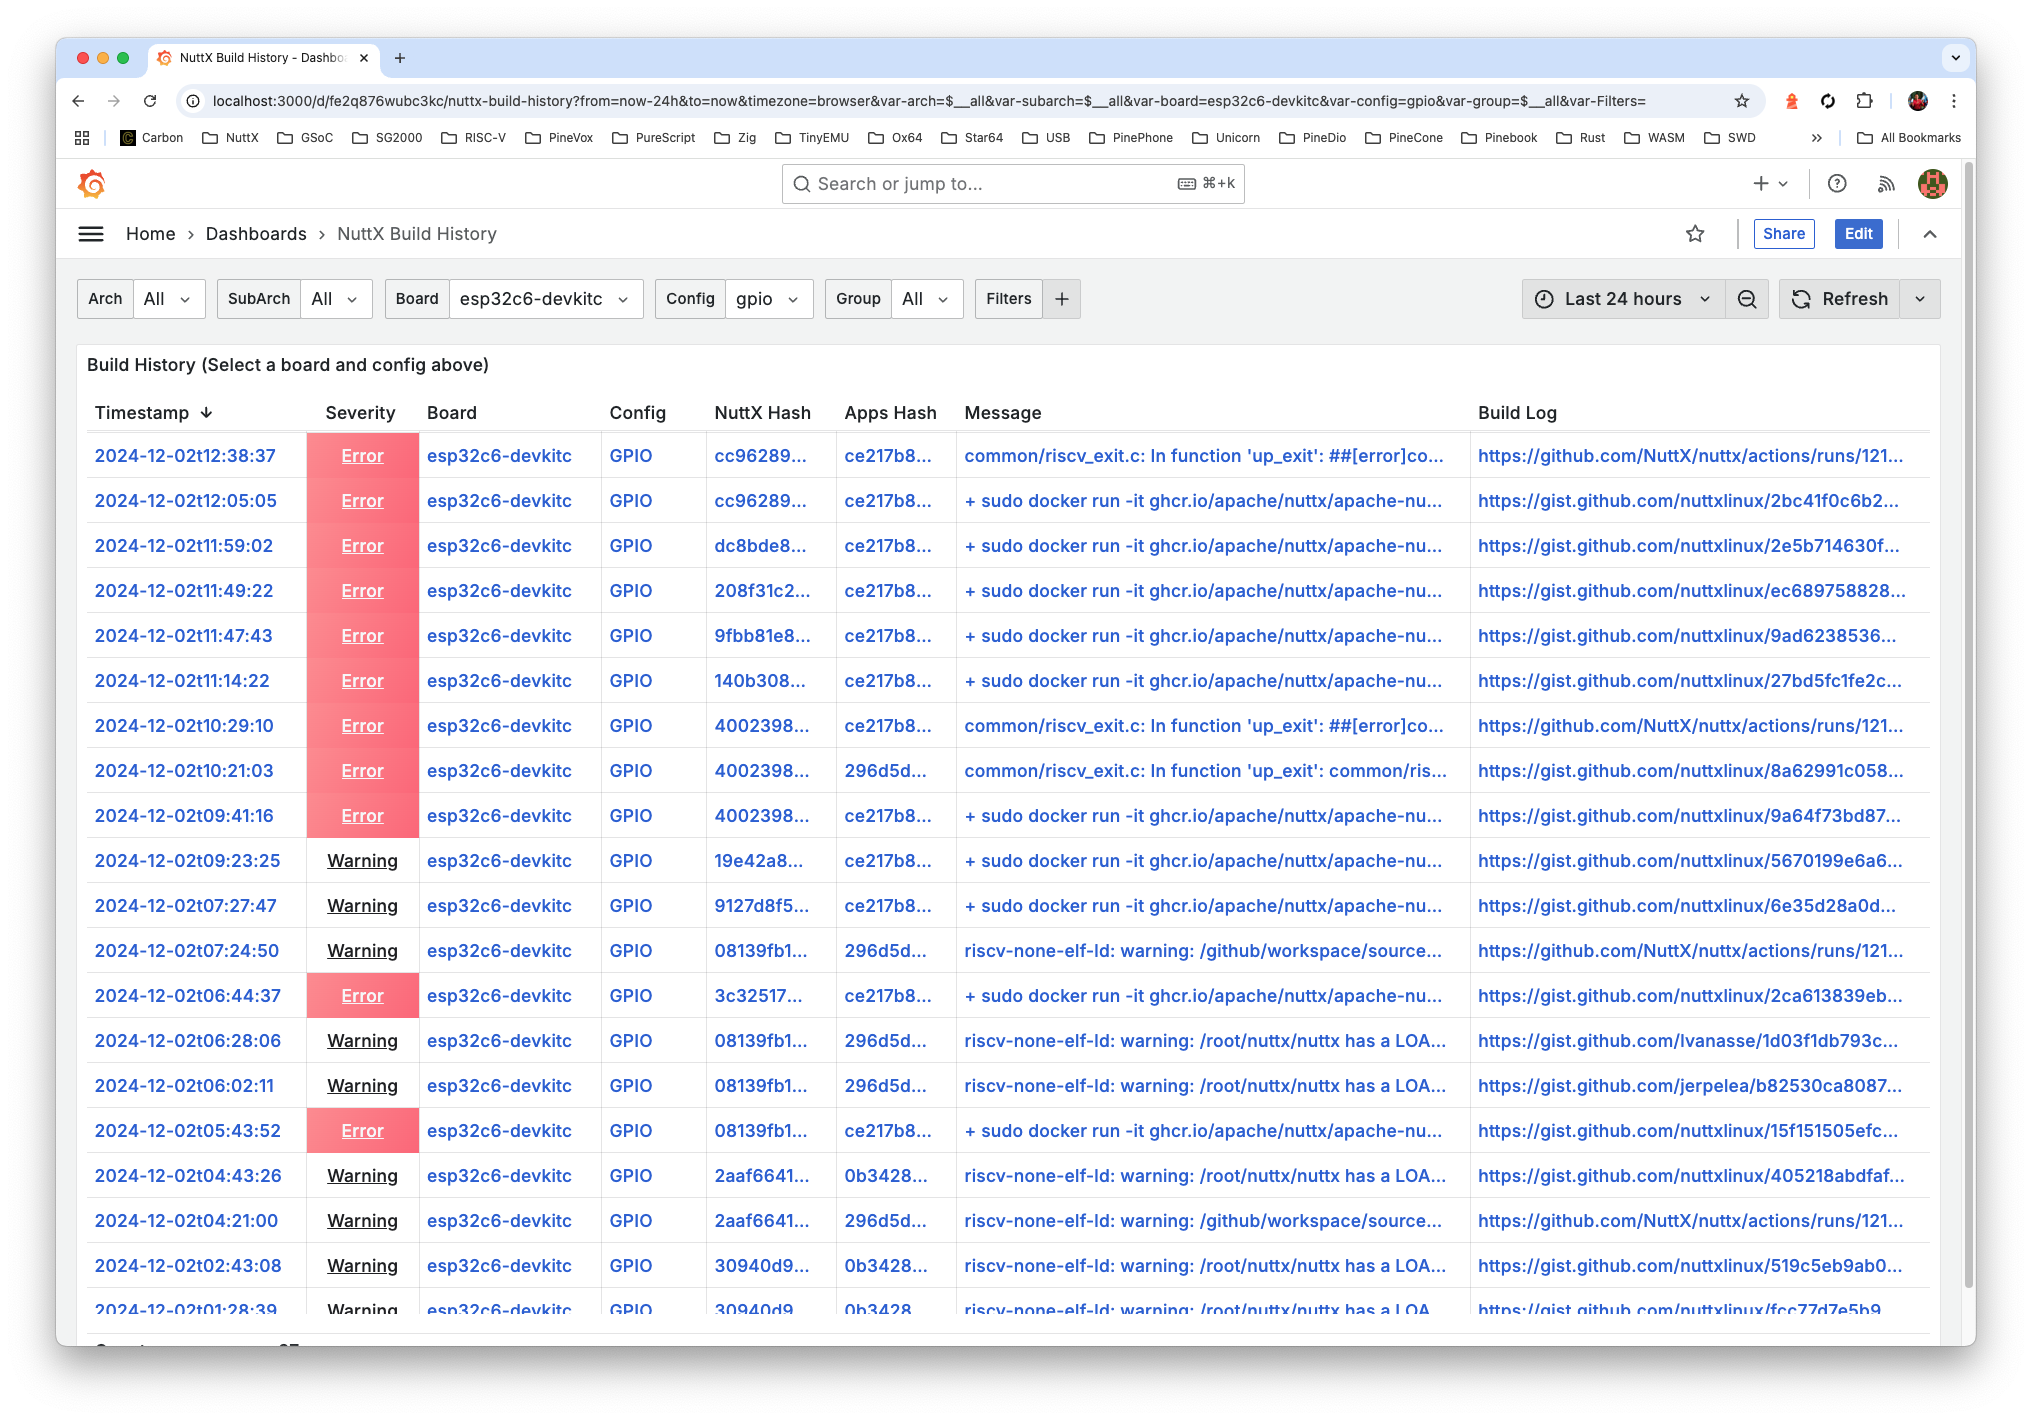 NuttX Build History - Dashbo
localhost:3000/d/fe2q876wubc3kc/nuttx-build-history?from=now-24h&to=now&timezone=browser&var-arch=$__all&var-subarch=$__all&var-board=esp32c6-devkitc&var-config=gpio&var-group=$__all&var-Filters=
Carbon NuttX GSoC SG2000 RISC-V PineVox PureScript Zig TinyEMU Ox64 Star64 USB PinePhone Unicorn PineDio PineCone Pinebook Rust WASM SWD » All Bookmarks
Search or jump to... ⌘+k
Home › Dashboards › NuttX Build History Share Edit
Arch All SubArch All Board esp32c6-devkitc Config gpio Group All Filters + Last 24 hours Refresh
Build History (Select a board and config above)
Timestamp ↓ Severity Board Config NuttX Hash Apps Hash Message Build Log
2024-12-02t12:38:37 Error esp32c6-devkitc GPIO cc96289... ce217b8... common/riscv_exit.c: In function 'up_exit': ##[error]co... https://github.com/NuttX/nuttx/actions/runs/121...
2024-12-02t12:05:05 Error esp32c6-devkitc GPIO cc96289... ce217b8... + sudo docker run -it ghcr.io/apache/nuttx/apache-nu... https://gist.github.com/nuttxlinux/2bc41f0c6b2...
2024-12-02t11:59:02 Error esp32c6-devkitc GPIO dc8bde8... ce217b8... + sudo docker run -it ghcr.io/apache/nuttx/apache-nu... https://gist.github.com/nuttxlinux/2e5b714630f...
2024-12-02t11:49:22 Error esp32c6-devkitc GPIO 208f31c2... ce217b8... + sudo docker run -it ghcr.io/apache/nuttx/apache-nu... https://gist.github.com/nuttxlinux/ec689758828...
2024-12-02t11:47:43 Error esp32c6-devkitc GPIO 9fbb81e8... ce217b8... + sudo docker run -it ghcr.io/apache/nuttx/apache-nu... https://gist.github.com/nuttxlinux/9ad6238536...
2024-12-02t11:14:22 Error esp32c6-devkitc GPIO 140b308... ce217b8... + sudo docker run -it ghcr.io/apache/nuttx/apache-nu... https://gist.github.com/nuttxlinux/27bd5fc1fe2c...
2024-12-02t10:29:10 Error esp32c6-devkitc GPIO 4002398... ce217b8... common/riscv_exit.c: In function 'up_exit': ##[error]co... https://github.com/NuttX/nuttx/actions/runs/121...
2024-12-02t10:21:03 Error esp32c6-devkitc GPIO 4002398... 296d5d... common/riscv_exit.c: In function 'up_exit': common/ris... https://gist.github.com/nuttxlinux/8a62991c058...
2024-12-02t09:41:16 Error esp32c6-devkitc GPIO 4002398... ce217b8... + sudo docker run -it ghcr.io/apache/nuttx/apache-nu... https://gist.github.com/nuttxlinux/9a64f73bd87...
2024-12-02t09:23:25 Warning esp32c6-devkitc GPIO 19e42a8... ce217b8... + sudo docker run -it ghcr.io/apache/nuttx/apache-nu... https://gist.github.com/nuttxlinux/5670199e6a6...
2024-12-02t07:27:47 Warning esp32c6-devkitc GPIO 9127d8f5... ce217b8... + sudo docker run -it ghcr.io/apache/nuttx/apache-nu... https://gist.github.com/nuttxlinux/6e35d28a0d...
2024-12-02t07:24:50 Warning esp32c6-devkitc GPIO 08139fb1... 296d5d... riscv-none-elf-ld: warning: /github/workspace/source... https://github.com/NuttX/nuttx/actions/runs/121...
2024-12-02t06:44:37 Error esp32c6-devkitc GPIO 3c32517... ce217b8... + sudo docker run -it ghcr.io/apache/nuttx/apache-nu... https://gist.github.com/nuttxlinux/2ca613839eb...
2024-12-02t06:28:06 Warning esp32c6-devkitc GPIO 08139fb1... 296d5d... riscv-none-elf-ld: warning: /root/nuttx/nuttx has a LOA... https://gist.github.com/lvanasse/1d03f1db793c...
2024-12-02t06:02:11 Warning esp32c6-devkitc GPIO 08139fb1... 296d5d... riscv-none-elf-ld: warning: /root/nuttx/nuttx has a LOA... https://gist.github.com/jerpelea/b82530ca8087...
2024-12-02t05:43:52 Error esp32c6-devkitc GPIO 08139fb1... ce217b8... + sudo docker run -it ghcr.io/apache/nuttx/apache-nu... https://gist.github.com/nuttxlinux/15f151505efc...
2024-12-02t04:43:26 Warning esp32c6-devkitc GPIO 2aaf6641... 0b3428... riscv-none-elf-ld: warning: /root/nuttx/nuttx has a LOA... https://gist.github.com/nuttxlinux/405218abdfaf...
2024-12-02t04:21:00 Warning esp32c6-devkitc GPIO 2aaf6641... 296d5d... riscv-none-elf-ld: warning: /github/workspace/source... https://github.com/NuttX/nuttx/actions/runs/121...
2024-12-02t02:43:08 Warning esp32c6-devkitc GPIO 30940d9... 0b3428... riscv-none-elf-ld: warning: /root/nuttx/nuttx has a LOA... https://gist.github.com/nuttxlinux/519c5eb9ab0...
2024-12-02t01:28:39 Warning esp32c6-devkitc GPIO 30940d9 0b3428 riscv-none-elf-ld: warning: /root/nuttx/nuttx has a LOA https://gist.github.com/nuttxlinux/fcc77d7e5b9